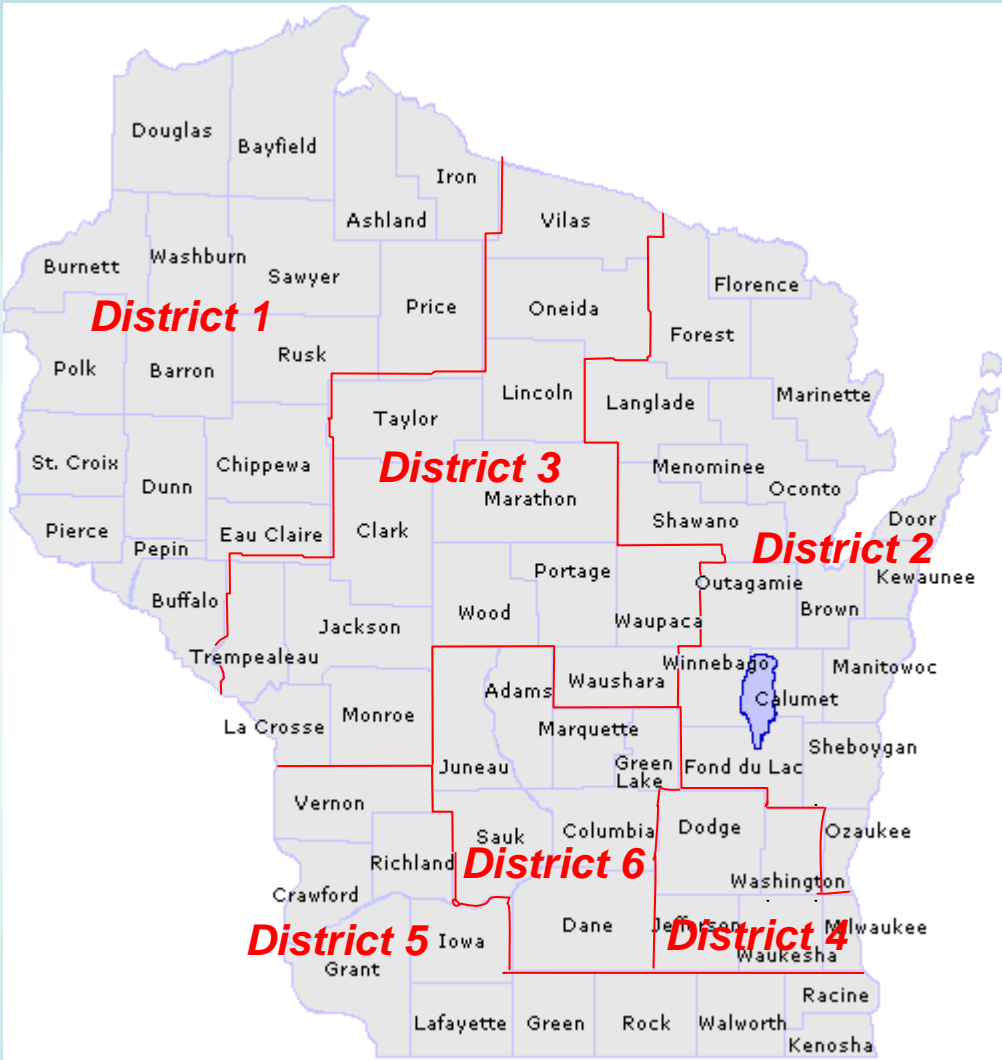 Douglas
Bayfield
Iron
Ashland
Vilas
Burnett
Washburn
Sawyer
Price
Oneida
Florence
Forest
District 1
Polk
Barron
Rusk
Lincoln
Langlade
Marinette
Taylor
St. Croix
Chippewa
District 3
Menominee
Dunn
Marathon
Oconto
Pierce
Eau Claire
Clark
Shawano
Door
Pepin
District 2
Portage
Outagamie
Kewaunee
Buffalo
Wood
Brown
Jackson
Waupaca
Trempealeau
Winnebago
Manitowoc
Adams
Waushara
Calumet
La Crosse
Monroe
Marquette
Sheboygan
Juneau
Green
Lake
Fond du Lac
Vernon
Sauk
Columbia
Dodge
Ozaukee
Richland
District 6
Washington
Crawford
Dane
Jefferson
Milwaukee
District 5
Iowa
District 4
Waukesha
Grant
Racine
Lafayette
Green
Rock
Walworth
Kenosha